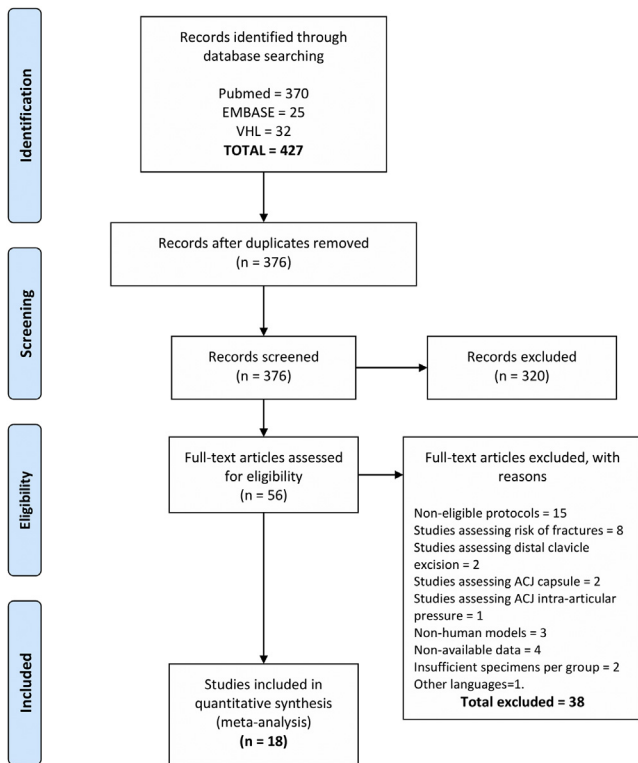 Identification
Records identified through
database searching
Pubmed = 370
EMBASE = 25
VHL = 32
TOTAL = 427
Records after duplicates removed
(n = 376)
Screening
Records screened
(n = 376)
Records excluded
(n = 320)
Eligibility
Full-text articles assessed
for eligibility
(n = 56)
Full-text articles excluded, with
reasons
Non-eligible protocols = 15
Studies assessing risk of fractures = 8
Studies assessing distal clavicle
excision = 2
Studies assessing ACJ capsule = 2
Studies assessing ACJ intra-articular
pressure = 1
Non-human models = 3
Non-available data = 4
Insufficient specimens per group = 2
Other languages=1.
Total excluded = 38
Included
Studies included in
quantitative synthesis
(meta-analysis)
(n = 18)